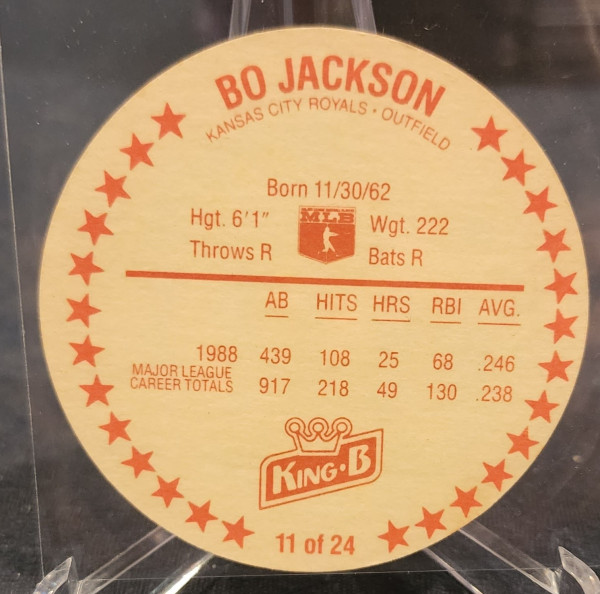 BO JACKSON
KANSAS CITY ROYALS • OUTFIELD
Born 11/30/62
Hgt. 6'1" MLB Wgt. 222
Throws R Bats R
AB HITS HRS RBI AVG.
1988 439 108 25 68 .246
MAJOR LEAGUE
CAREER TOTALS 917 218 49 130 .238
KING•B
11 of 24